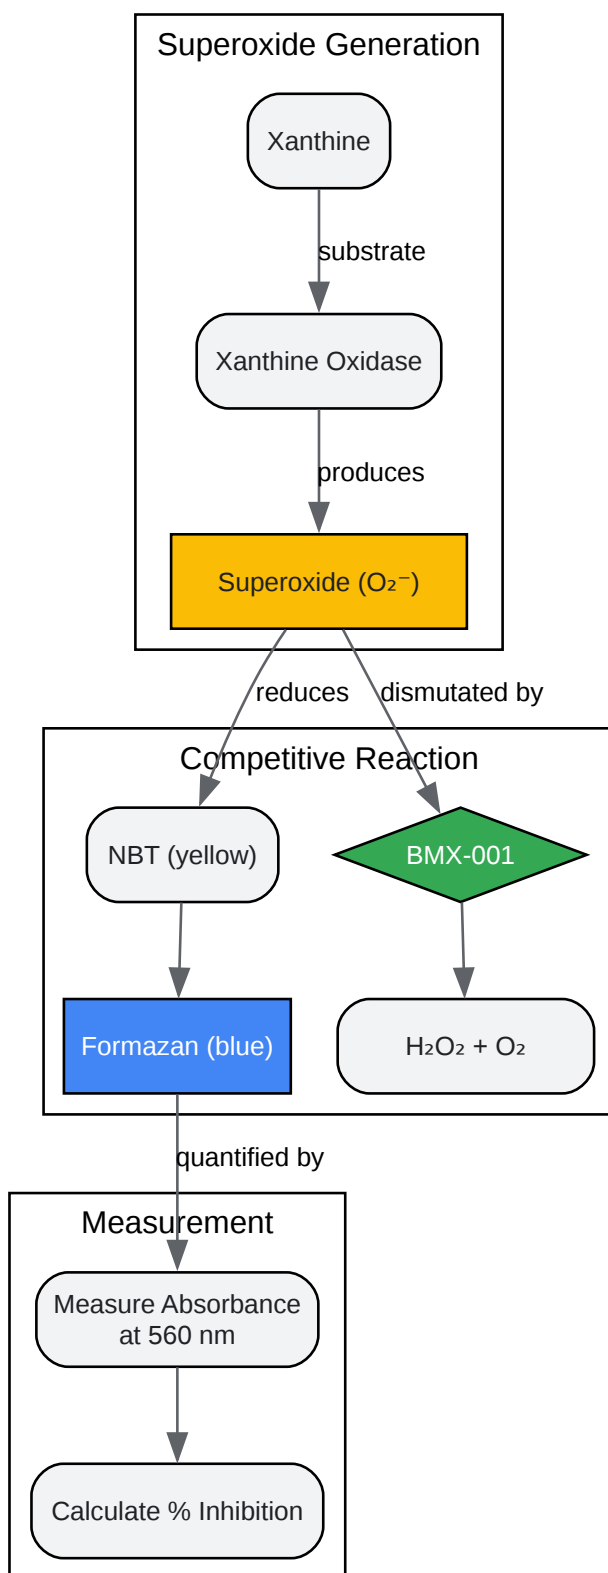 Superoxide Generation
Xanthine
substrate
Xanthine Oxidase
produces
Superoxide (O₂⁻)
reduces
dismutated by
Competitive Reaction
NBT (yellow)
BMX-001
Formazan (blue)
H₂O₂ + O₂
quantified by
Measurement
Measure Absorbance
at 560 nm
Calculate % Inhibition